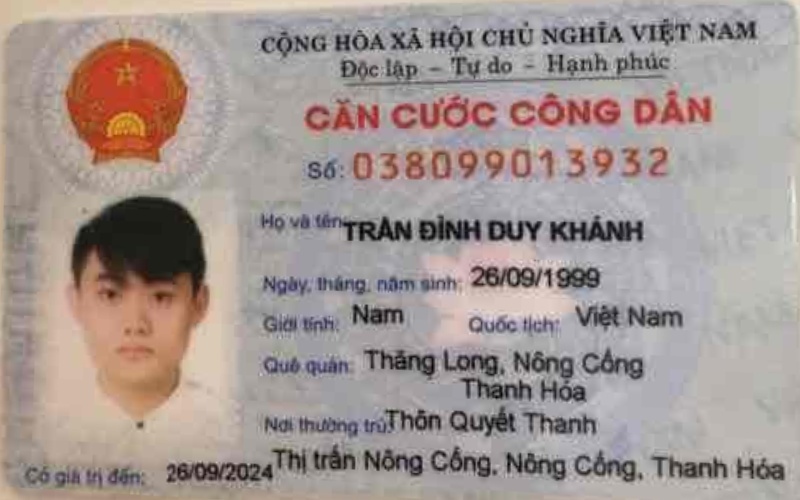 CỘNG HÒA XÃ HỘI CHỦ NGHĨA VIỆT NAM
Độc lập - Tự do - Hạnh phúc
CĂN CƯỚC CÔNG DÂN
Số: 038099013932
Họ và tên: TRẦN ĐÌNH DUY KHÁNH
Ngày, tháng, năm sinh: 26/09/1999
Giới tính: Nam Quốc tịch: Việt Nam
Quê quán: Thăng Long, Nông Cống
Thanh Hóa
Nơi thường trú: Thôn Quyết Thanh
Có giá trị đến: 26/09/2024 Thị trấn Nông Cống, Nông Cống, Thanh Hóa